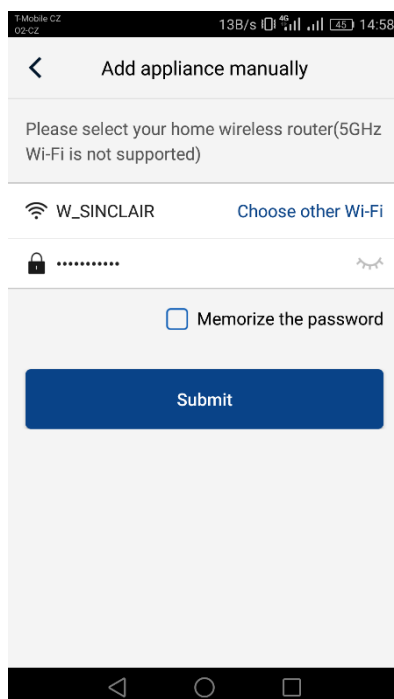 T-Mobile CZ
O2-CZ
13B/s 4G 45 14:58
Add appliance manually
Please select your home wireless router(5GHz
Wi-Fi is not supported)
W_SINCLAIR Choose other Wi-Fi
•••••••••••
Memorize the password
Submit